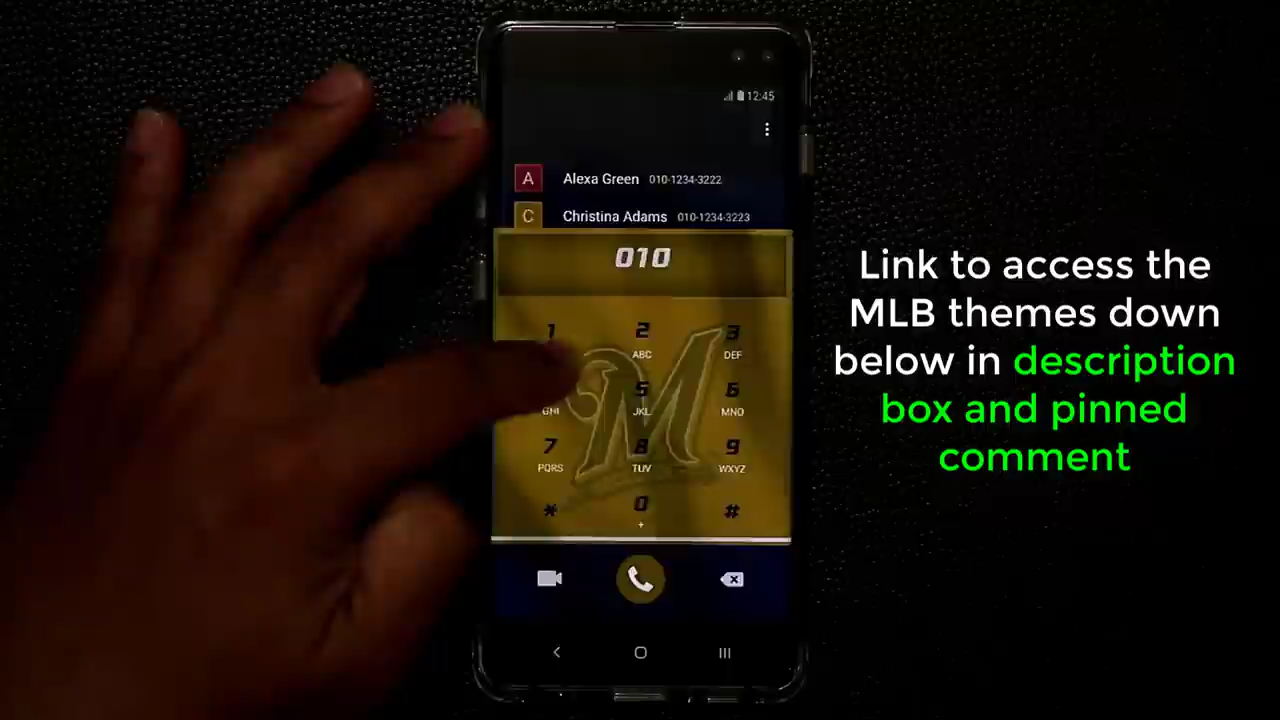 12:45
A Alexa Green 010-1234-3222
C Christina Adams 010-1234-3223
010
1 2 3
ABC DEF
5 6
GHI JKL MNO
7 8 9
PQRS TUV WXYZ
* 0 #
+
M
Link to access the
MLB themes down
below in description
box and pinned
comment